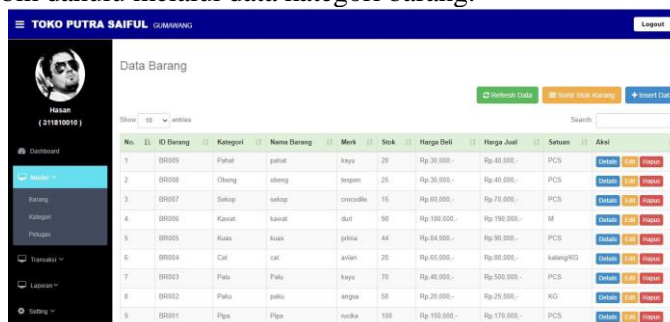 TOKO PUTRA SAIFUL GUMAWANG
Logout
Hasan
( 311810010 )
Dashboard
Master
Barang
Kategori
Petugas
Transaksi
Laporan
Setting
Data Barang
Refresh Data Sortir Stok Kurang + Insert Data
Show 10 entries
Search
No. ID Barang Kategori Nama Barang Merk Stok Harga Beli Harga Jual Satuan Aksi
1 BR009 Pahat pahat kayu 20 Rp.30,000,- Rp.40,000,- PCS Details Edit Hapus
2 BR008 Obeng obeng tespen 25 Rp.30,000,- Rp.40,000,- PCS Details Edit Hapus
3 BR007 Sekop sekop crocodile 15 Rp.60,000,- Rp.70,000,- PCS Details Edit Hapus
4 BR006 Kawat kawat duri 98 Rp.180,000,- Rp.190,000,- M Details Edit Hapus
5 BR005 Kuas kuas prima 44 Rp.84,000,- Rp.90,000,- PCS Details Edit Hapus
6 BR004 Cat cat avian 20 Rp.65,000,- Rp.80,000,- kaleng/KG Details Edit Hapus
7 BR003 Palu Palu kayu 70 Rp.40,000,- Rp.500,000,- PCS Details Edit Hapus
8 BR002 Paku paku angsa 50 Rp.20,000,- Rp.25,000,- KG Details Edit Hapus
9 BR001 Pipa Pipa rucika 100 Rp.150,000,- Rp.170,000,- PCS Details Edit Hapus